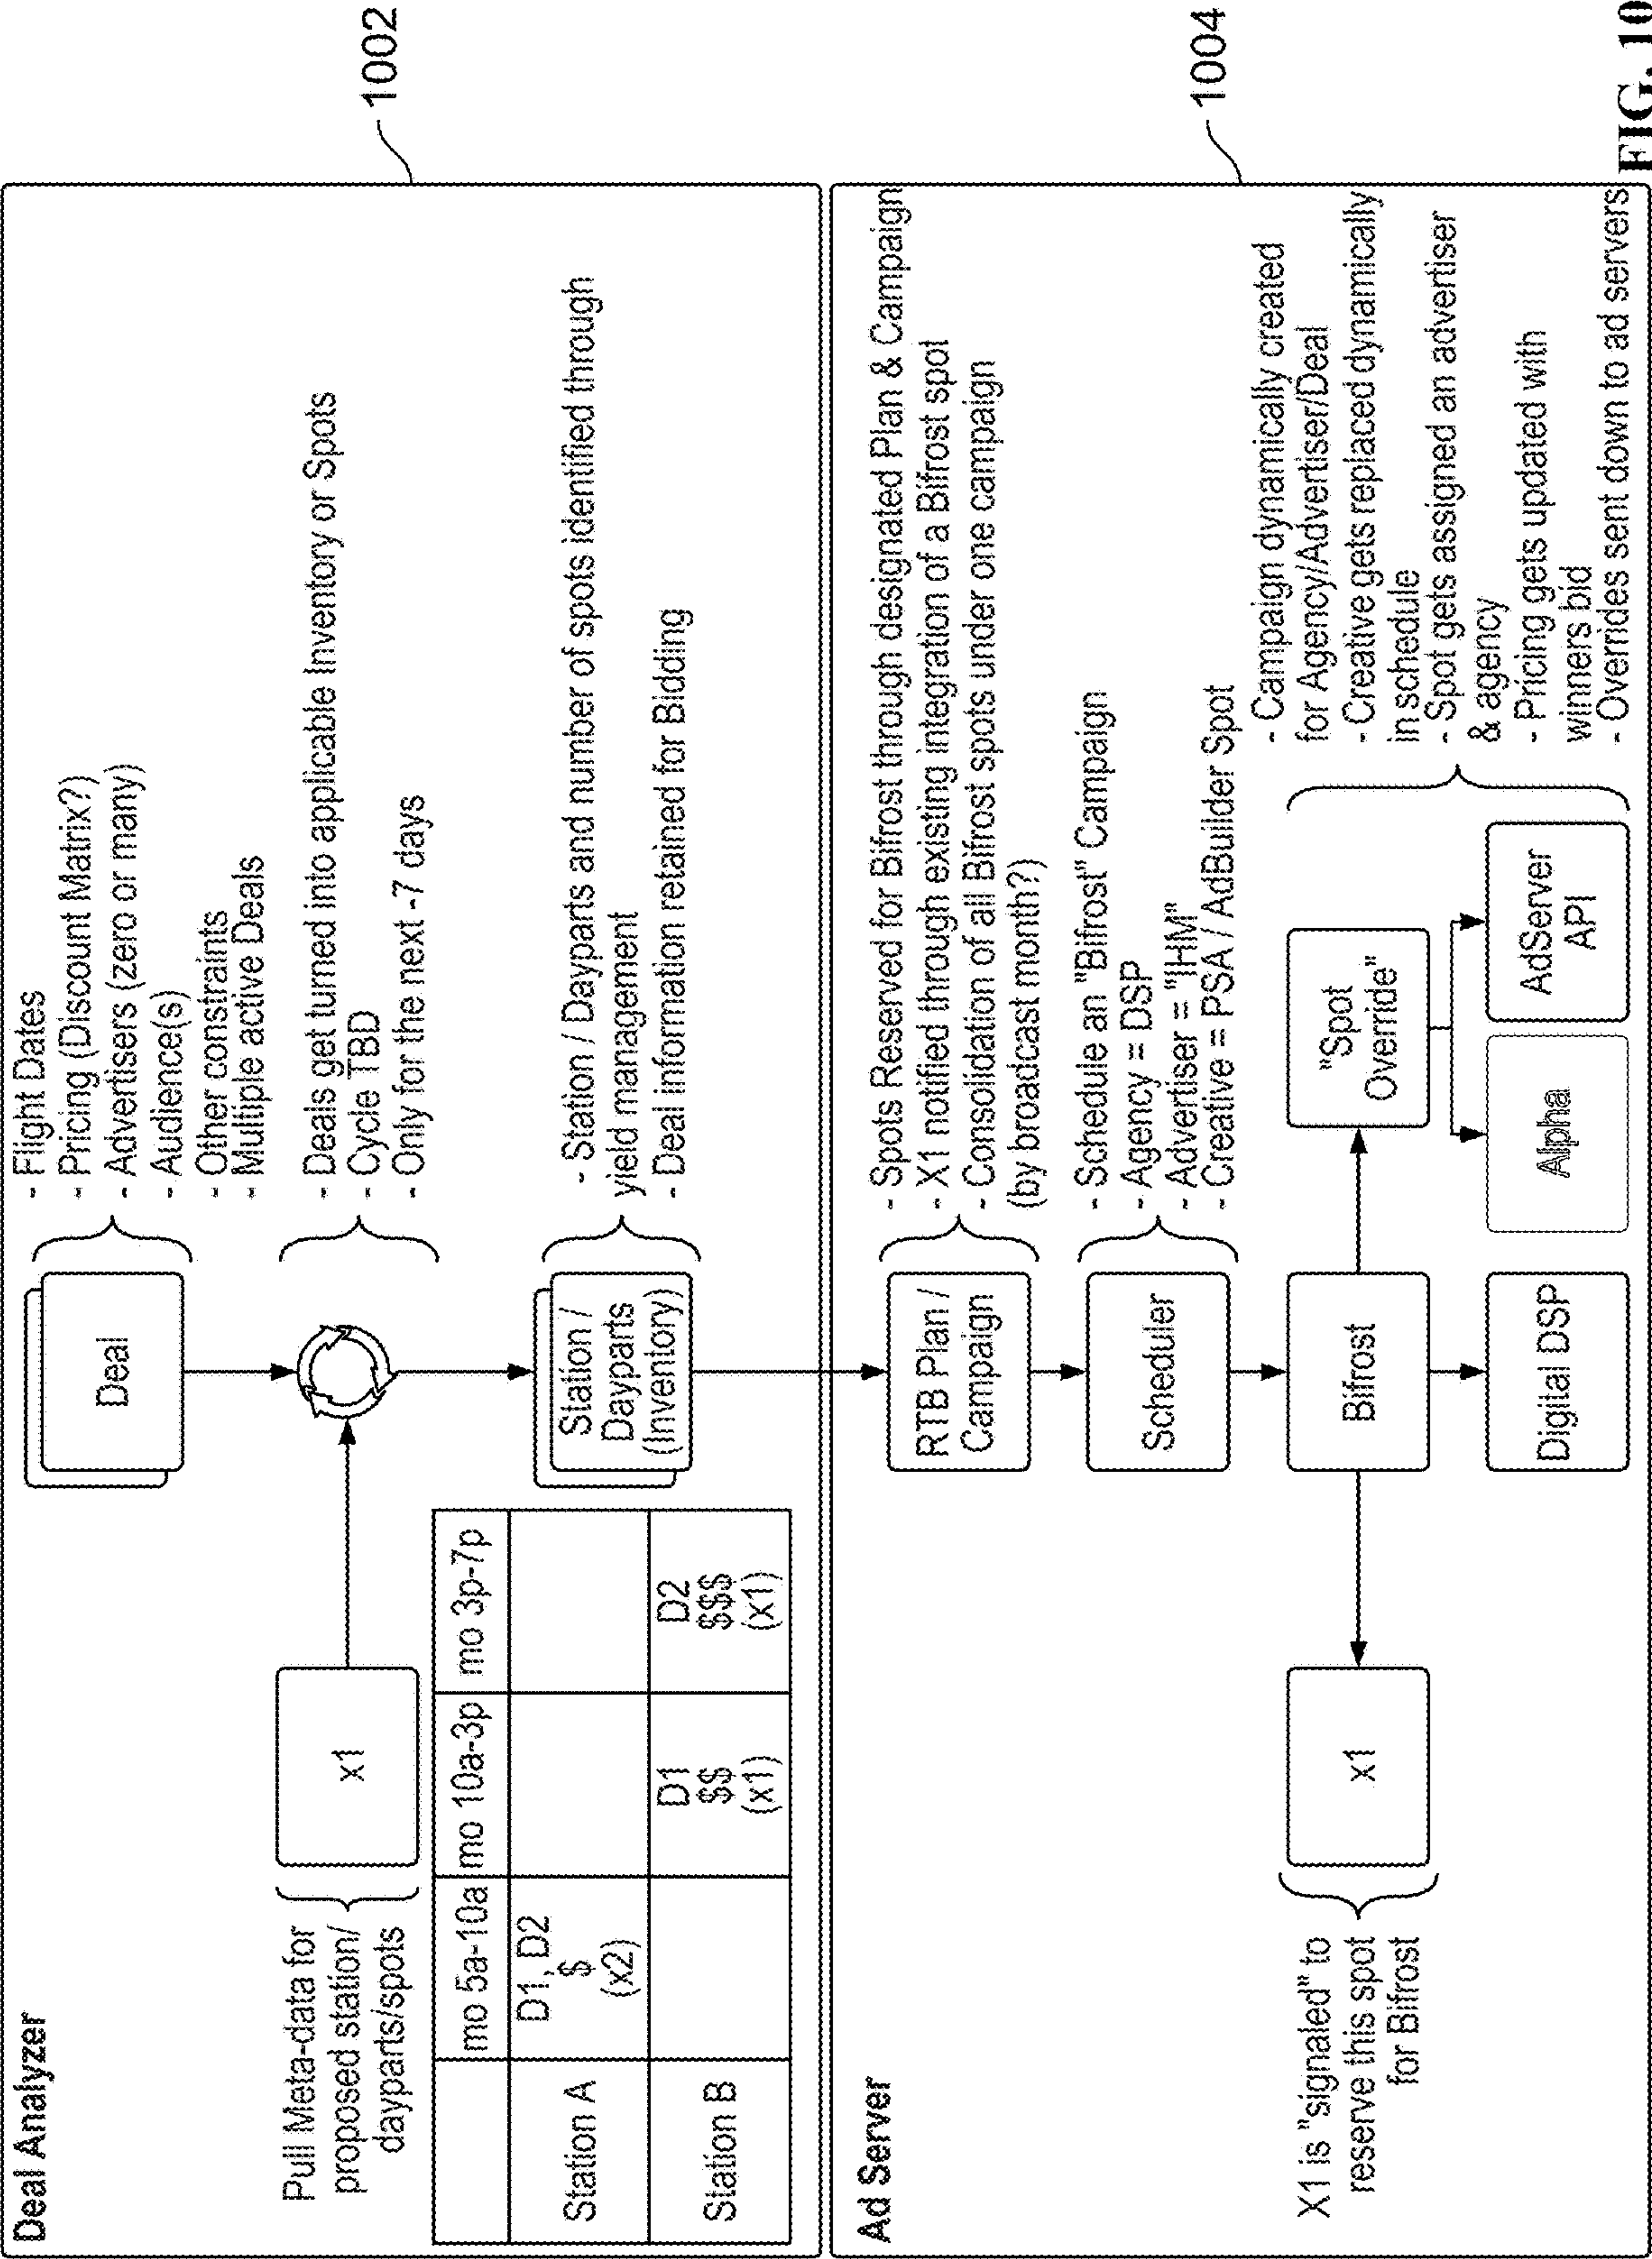 Deal Analyzer
Deal
- Flight Dates
- Pricing (Discount Matrix?)
- Advertisers (zero or many)
- Audience(s)
- Other constraints
- Multiple active Deals
Pull Meta-data for
proposed station/
dayparts/spots
x1
- Deals get turned into applicable Inventory or Spots
- Cycle TBD
- Only for the next -7 days
mo 5a-10a mo 10a-3p mo 3p-7p
Station A D1, D2
$
(x2)
Station B D1 D2
$$ $$$
(x1) (x1)
Station /
Dayparts
(Inventory)
- Station / Dayparts and number of spots identified through
yield management
- Deal information retained for Bidding
1002
Ad Server
RTB Plan /
Campaign
- Spots Reserved for Bifrost through designated Plan & Campaign
- X1 notified through existing integration of a Bifrost spot
- Consolidation of all Bifrost spots under one campaign
(by broadcast month?)
Scheduler
- Schedule an "Bifrost" Campaign
- Agency = DSP
- Advertiser = "IHM"
- Creative = PSA / AdBuilder Spot
X1 is "signaled" to
reserve this spot
for Bifrost
x1
Bifrost
"Spot
Override"
- Campaign dynamically created
for Agency/Advertiser/Deal
- Creative gets replaced dynamically
in schedule
- Spot gets assigned an advertiser
& agency
- Pricing gets updated with
winners bid
- Overrides sent down to ad servers
Digital DSP
Alpha
AdServer
API
1004
FIG. 10